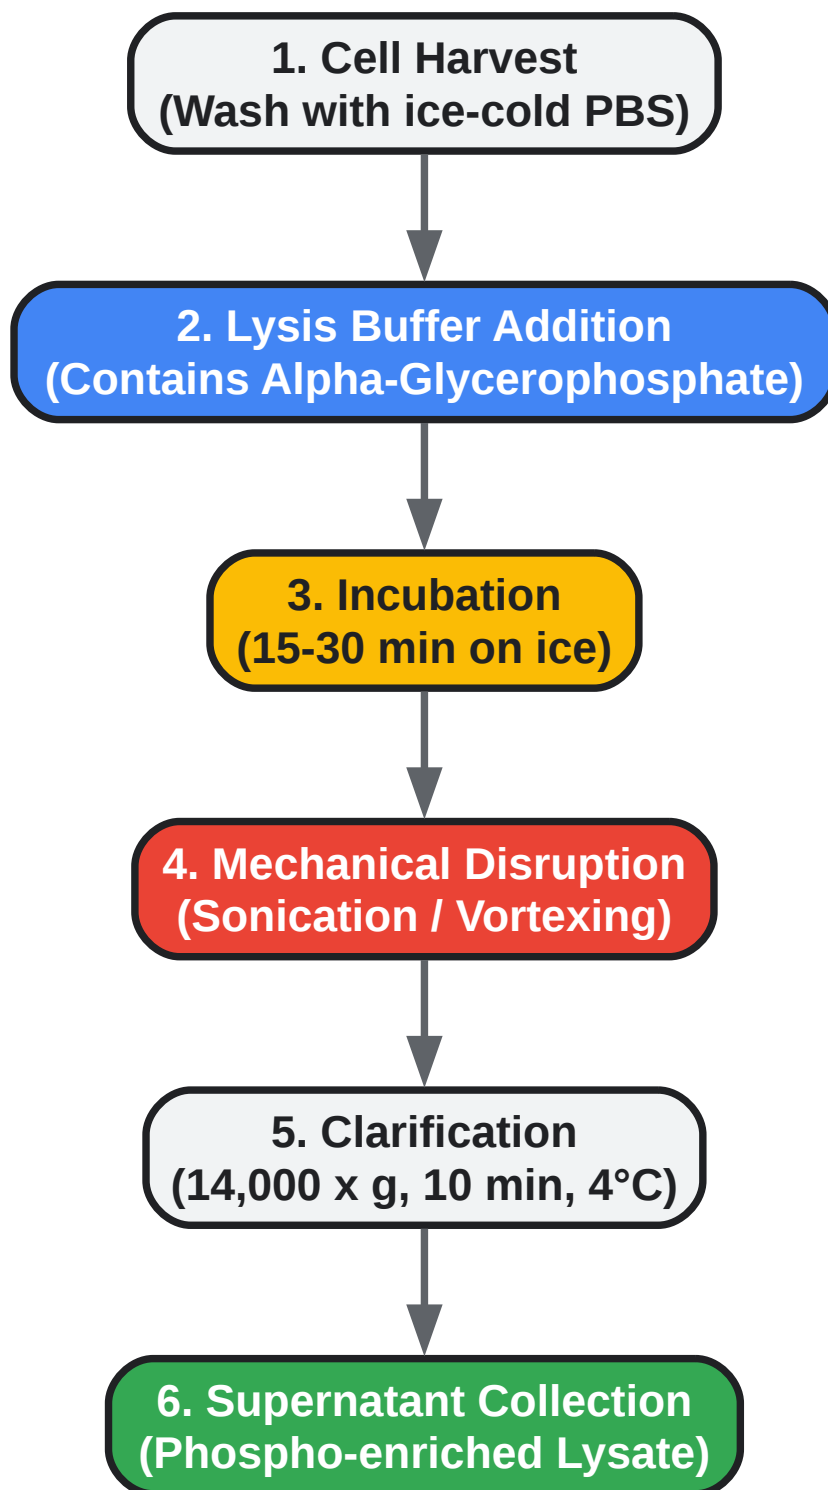 1. Cell Harvest
(Wash with ice-cold PBS)
2. Lysis Buffer Addition
(Contains Alpha-Glycerophosphate)
3. Incubation
(15-30 min on ice)
4. Mechanical Disruption
(Sonication / Vortexing)
5. Clarification
(14,000 x g, 10 min, 4°C)
6. Supernatant Collection
(Phospho-enriched Lysate)